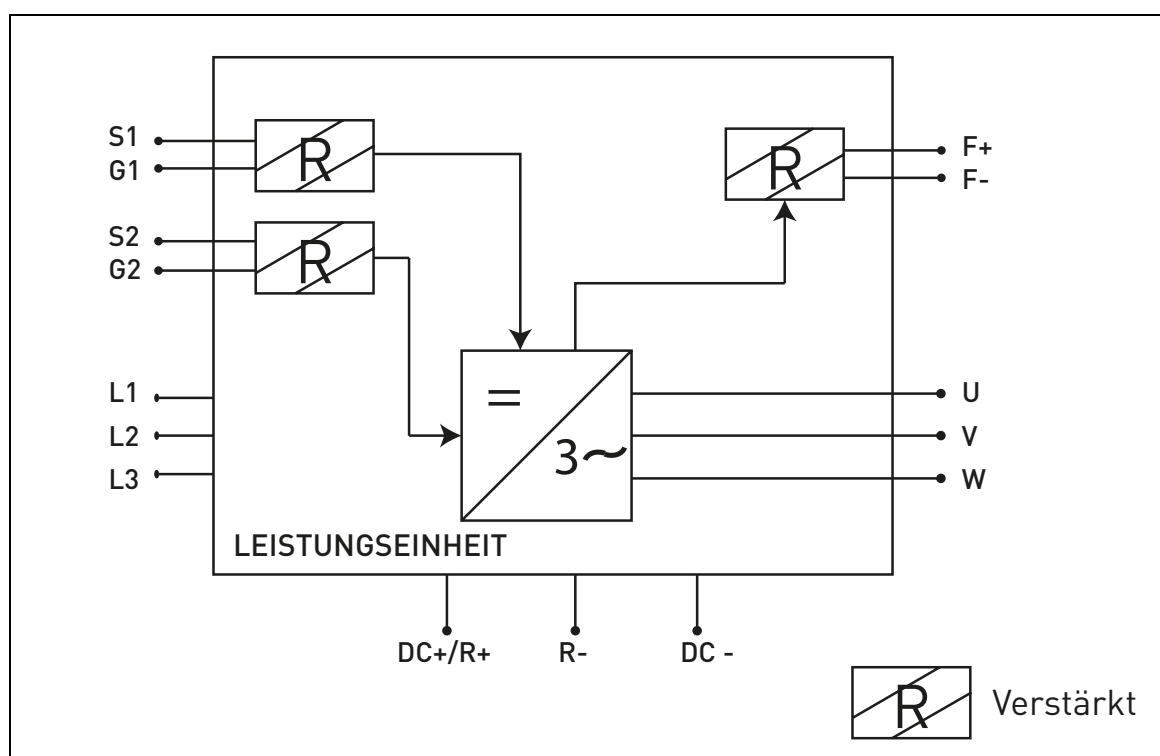 S1
G1
R
F+
F-
R
S2
G2
R
L1
L2
L3
=
3~
U
V
W
LEISTUNGSEINHEIT
DC+/R+
R-
DC -
R
Verstärkt